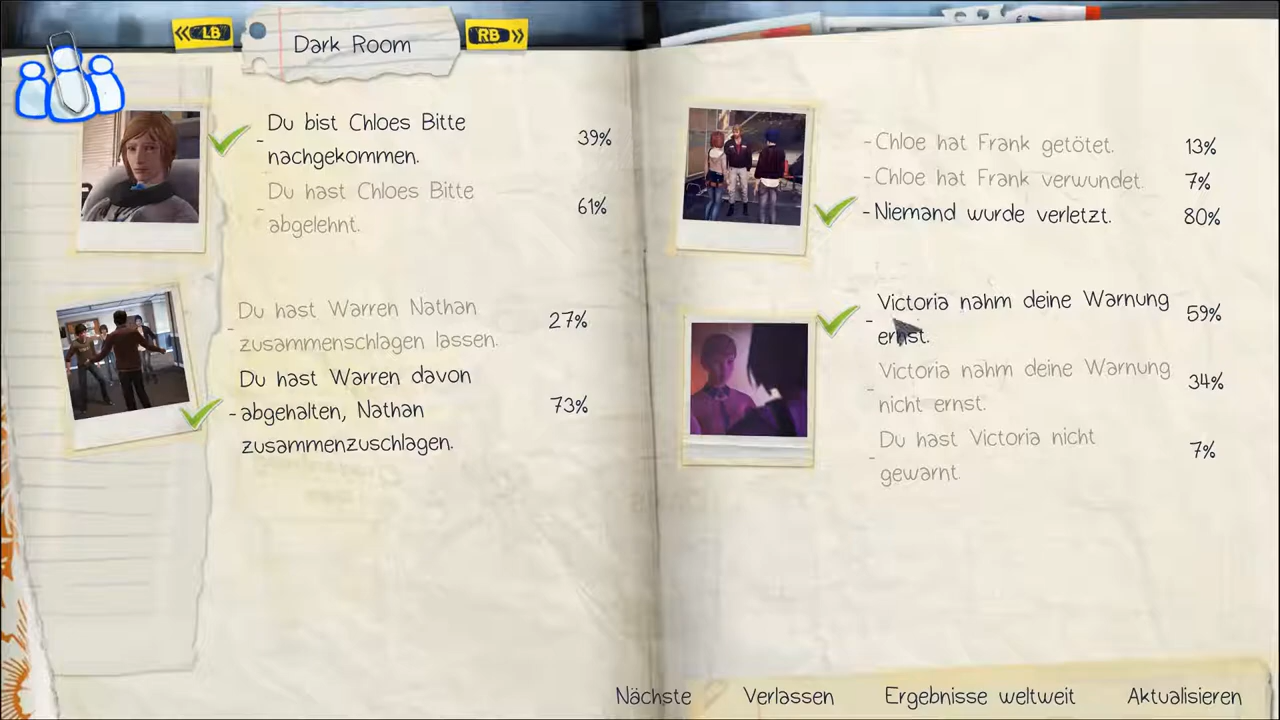 «LB
Dark Room
RB»
Du bist Chloes Bitte
- nachgekommen. 39%
Du hast Chloes Bitte
- abgelehnt. 61%
Du hast Warren Nathan
- zusammenschlagen lassen. 27%
Du hast Warren davon
- abgehalten, Nathan 73%
zusammenzuschlagen.
- Chloe hat Frank getötet. 13%
- Chloe hat Frank verwundet. 7%
- Niemand wurde verletzt. 80%
Victoria nahm deine Warnung
- ernst. 59%
Victoria nahm deine Warnung
- nicht ernst. 34%
Du hast Victoria nicht
- gewarnt. 7%
Nächste Verlassen Ergebnisse weltweit Aktualisieren